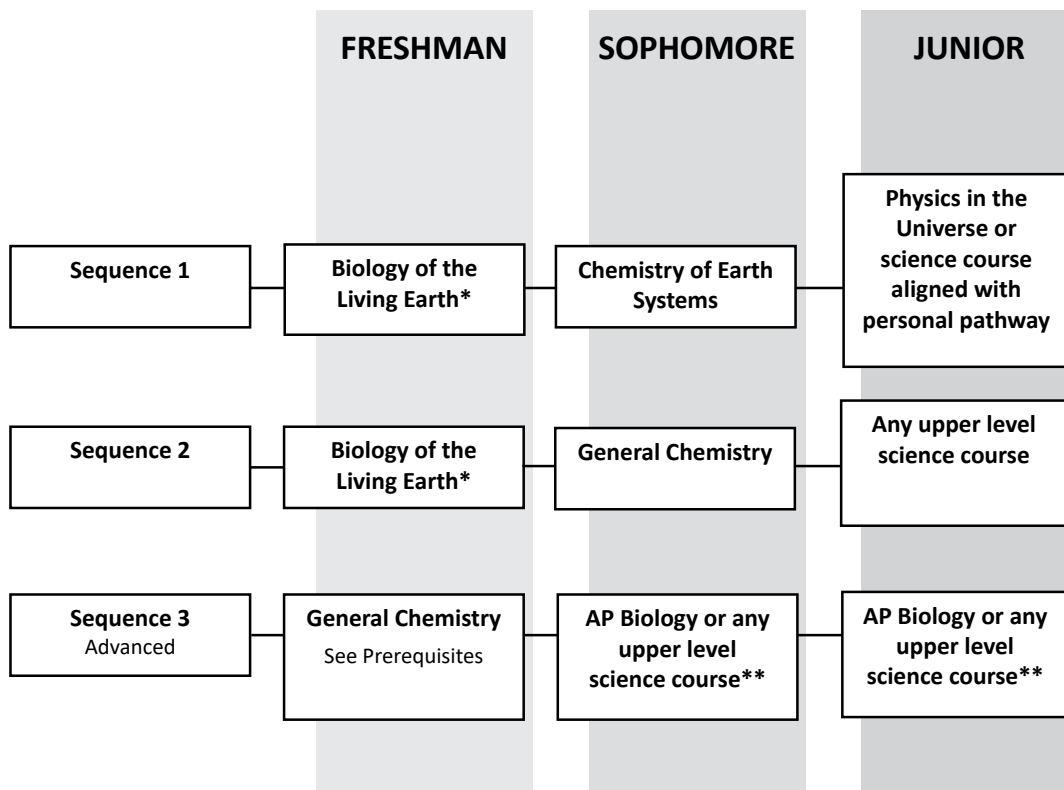 FRESHMAN
SOPHOMORE
JUNIOR
Sequence 1
Biology of the
Living Earth*
Chemistry of Earth
Systems
Physics in the
Universe or
science course
aligned with
personal pathway
Sequence 2
Biology of the
Living Earth*
General Chemistry
Any upper level
science course
Sequence 3
Advanced
General Chemistry
See Prerequisites
AP Biology or any
upper level
science course**
AP Biology or any
upper level
science course**